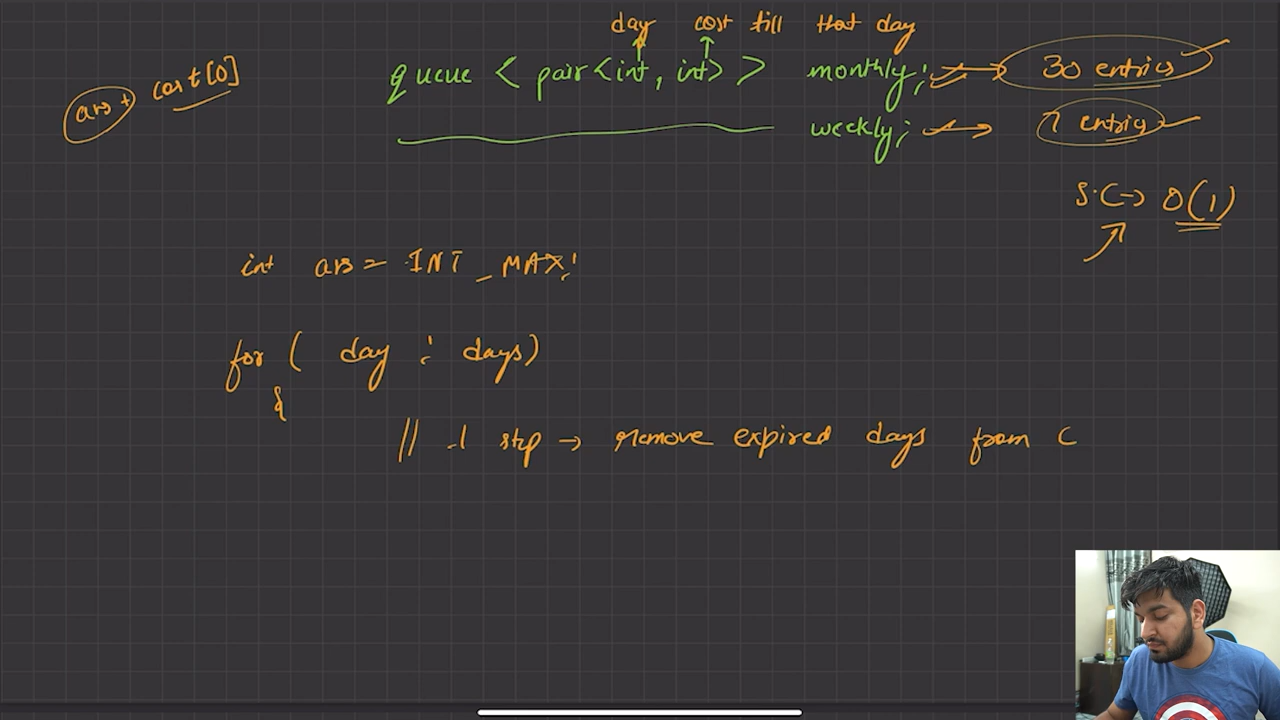 day cost till that day
queue < pair<int, int> > monthly; → 30 entries
weekly; → 7 entries
ans + cost[0]
S.C → O(1)
int ans = INT_MAX;
for ( day : days)
{
// 1 step → remove expired days from